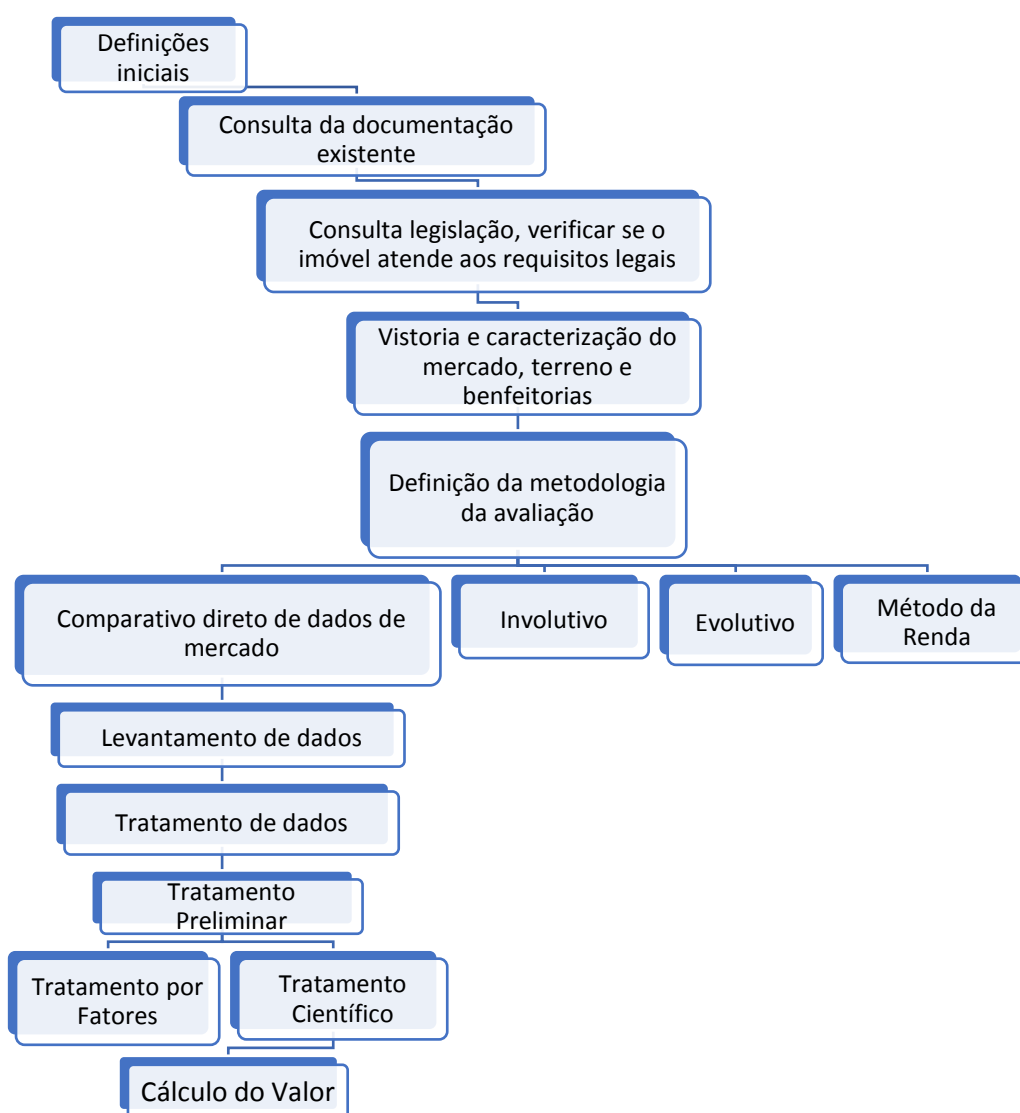 Definições
iniciais
Consulta da documentação
existente
Consulta legislação, verificar se o
imóvel atende aos requisitos legais
Vistoria e caracterização do
mercado, terreno e
benfeitorias
Definição da metodologia
da avaliação
Comparativo direto de dados de
mercado
Involutivo
Evolutivo
Método da
Renda
Levantamento de dados
Tratamento de dados
Tratamento
Preliminar
Tratamento por
Fatores
Tratamento
Científico
Cálculo do Valor